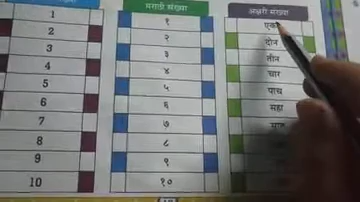 संख्या मराठी संख्या अक्षरी संख्या
1 १ एक
2 २ दोन
3 ३ तीन
4 ४ चार
5 ५ पाच
6 ६ सहा
7 ७
8 ८
9 ९
10 १०